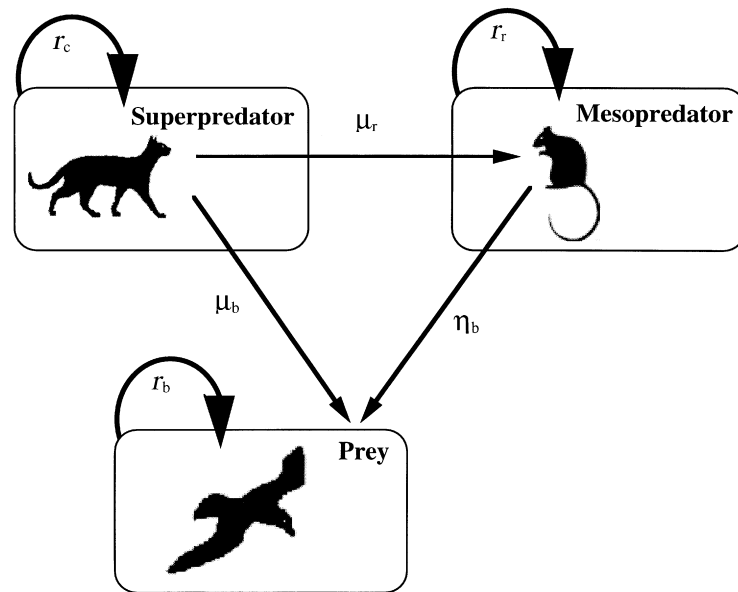 r_c
r_r
Superpredator
Mesopredator
μ_r
μ_b
η_b
r_b
Prey